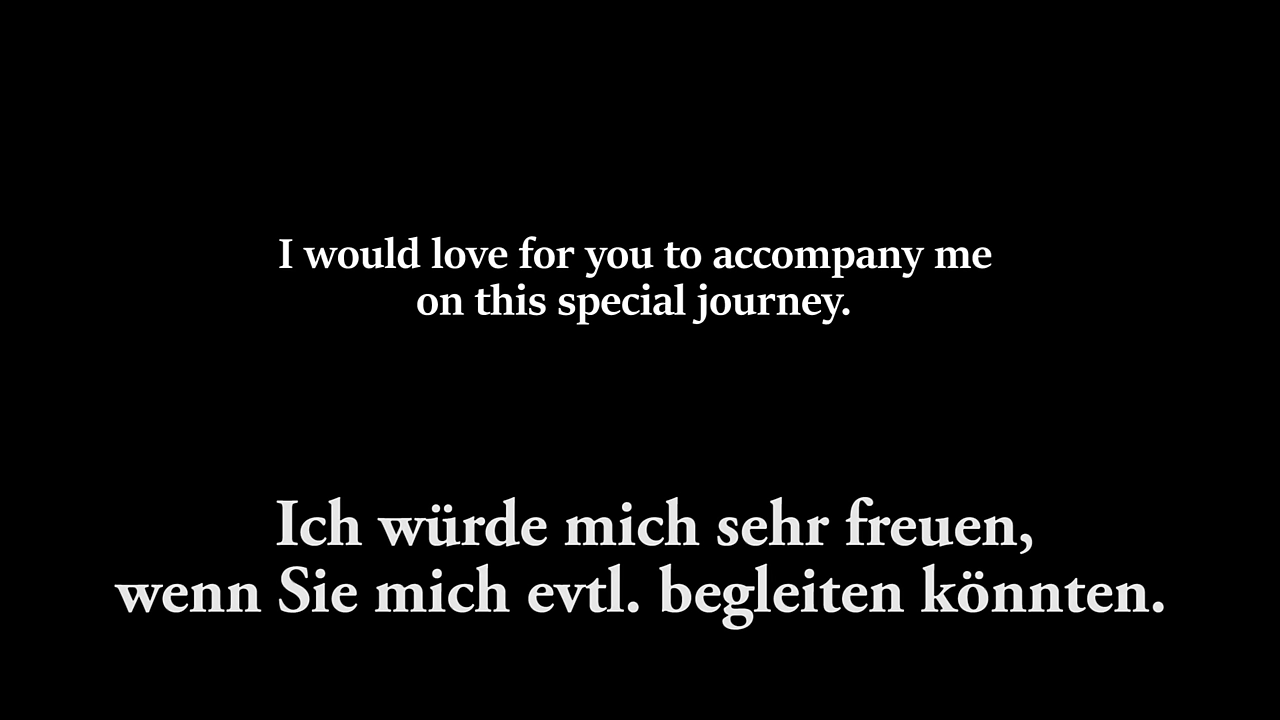 I would love for you to accompany me
on this special journey.
Ich würde mich sehr freuen,
wenn Sie mich evtl. begleiten könnten.